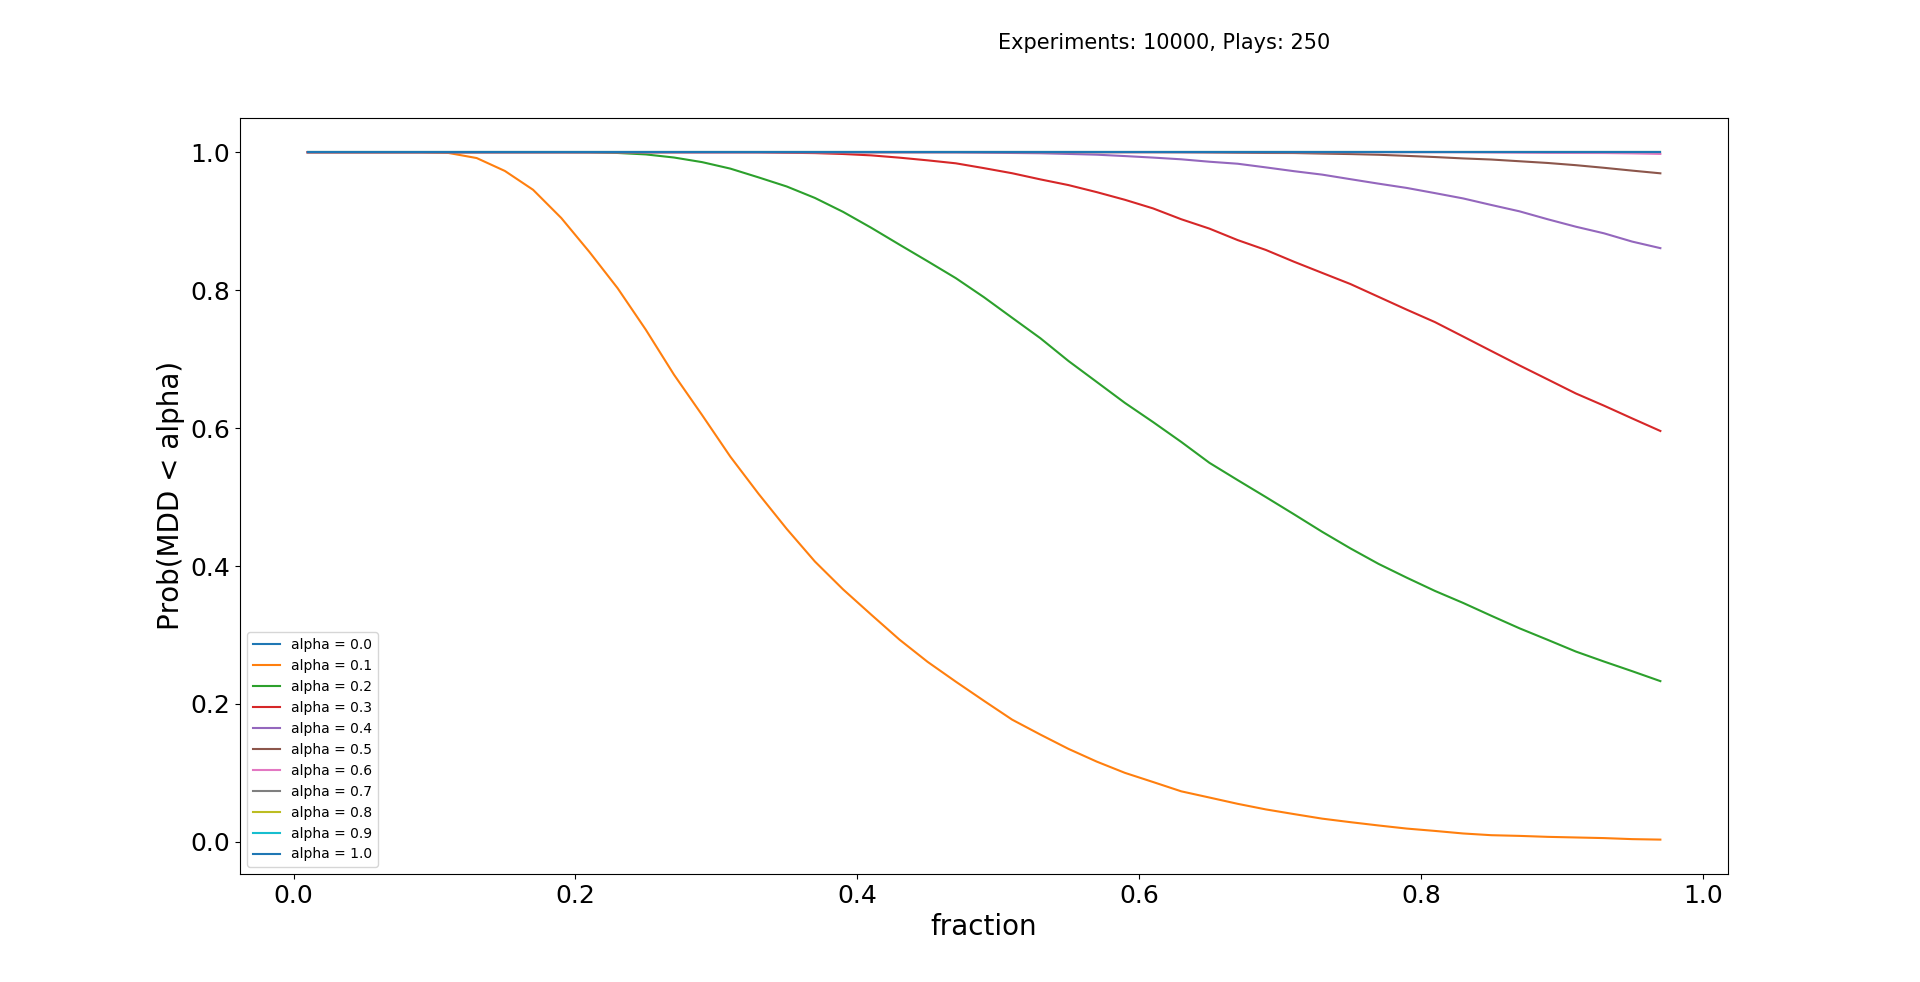 Experiments: 10000, Plays: 250
1.0
0.8
0.6
0.4
0.2
0.0
Prob(MDD < alpha)
alpha = 0.0
alpha = 0.1
alpha = 0.2
alpha = 0.3
alpha = 0.4
alpha = 0.5
alpha = 0.6
alpha = 0.7
alpha = 0.8
alpha = 0.9
alpha = 1.0
0.0 0.2 0.4 0.6 0.8 1.0
fraction